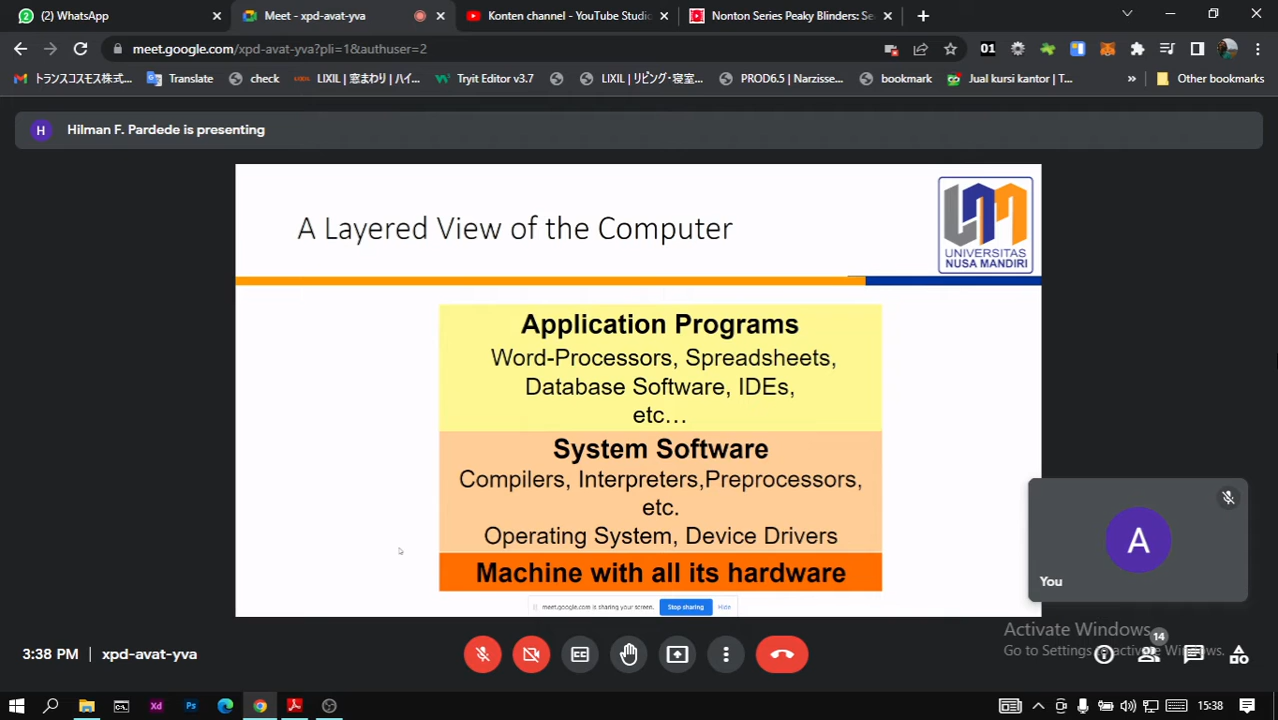 (2) WhatsApp
Meet - xpd-avat-yva
Konten channel - YouTube Studio
Nonton Series Peaky Blinders: Se
meet.google.com/xpd-avat-yva?pli=1&authuser=2
01
トランスコスモス株式...
Translate
check
LIXIL | 窓まわり | ハイ...
Tryit Editor v3.7
LIXIL | リビング・寝室...
PROD6.5 | Narzisse...
bookmark
Jual kursi kantor | T...
»
Other bookmarks
H
Hilman F. Pardede is presenting
A Layered View of the Computer
UNIVERSITAS
NUSA MANDIRI
Application Programs
Word-Processors, Spreadsheets,
Database Software, IDEs,
etc…
System Software
Compilers, Interpreters,Preprocessors,
etc.
Operating System, Device Drivers
Machine with all its hardware
meet.google.com is sharing your screen.
Stop sharing
Hide
A
You
Activate Windows
Go to Settings to activate Windows.
3:38 PM | xpd-avat-yva
14
Xd
Ps
15:38